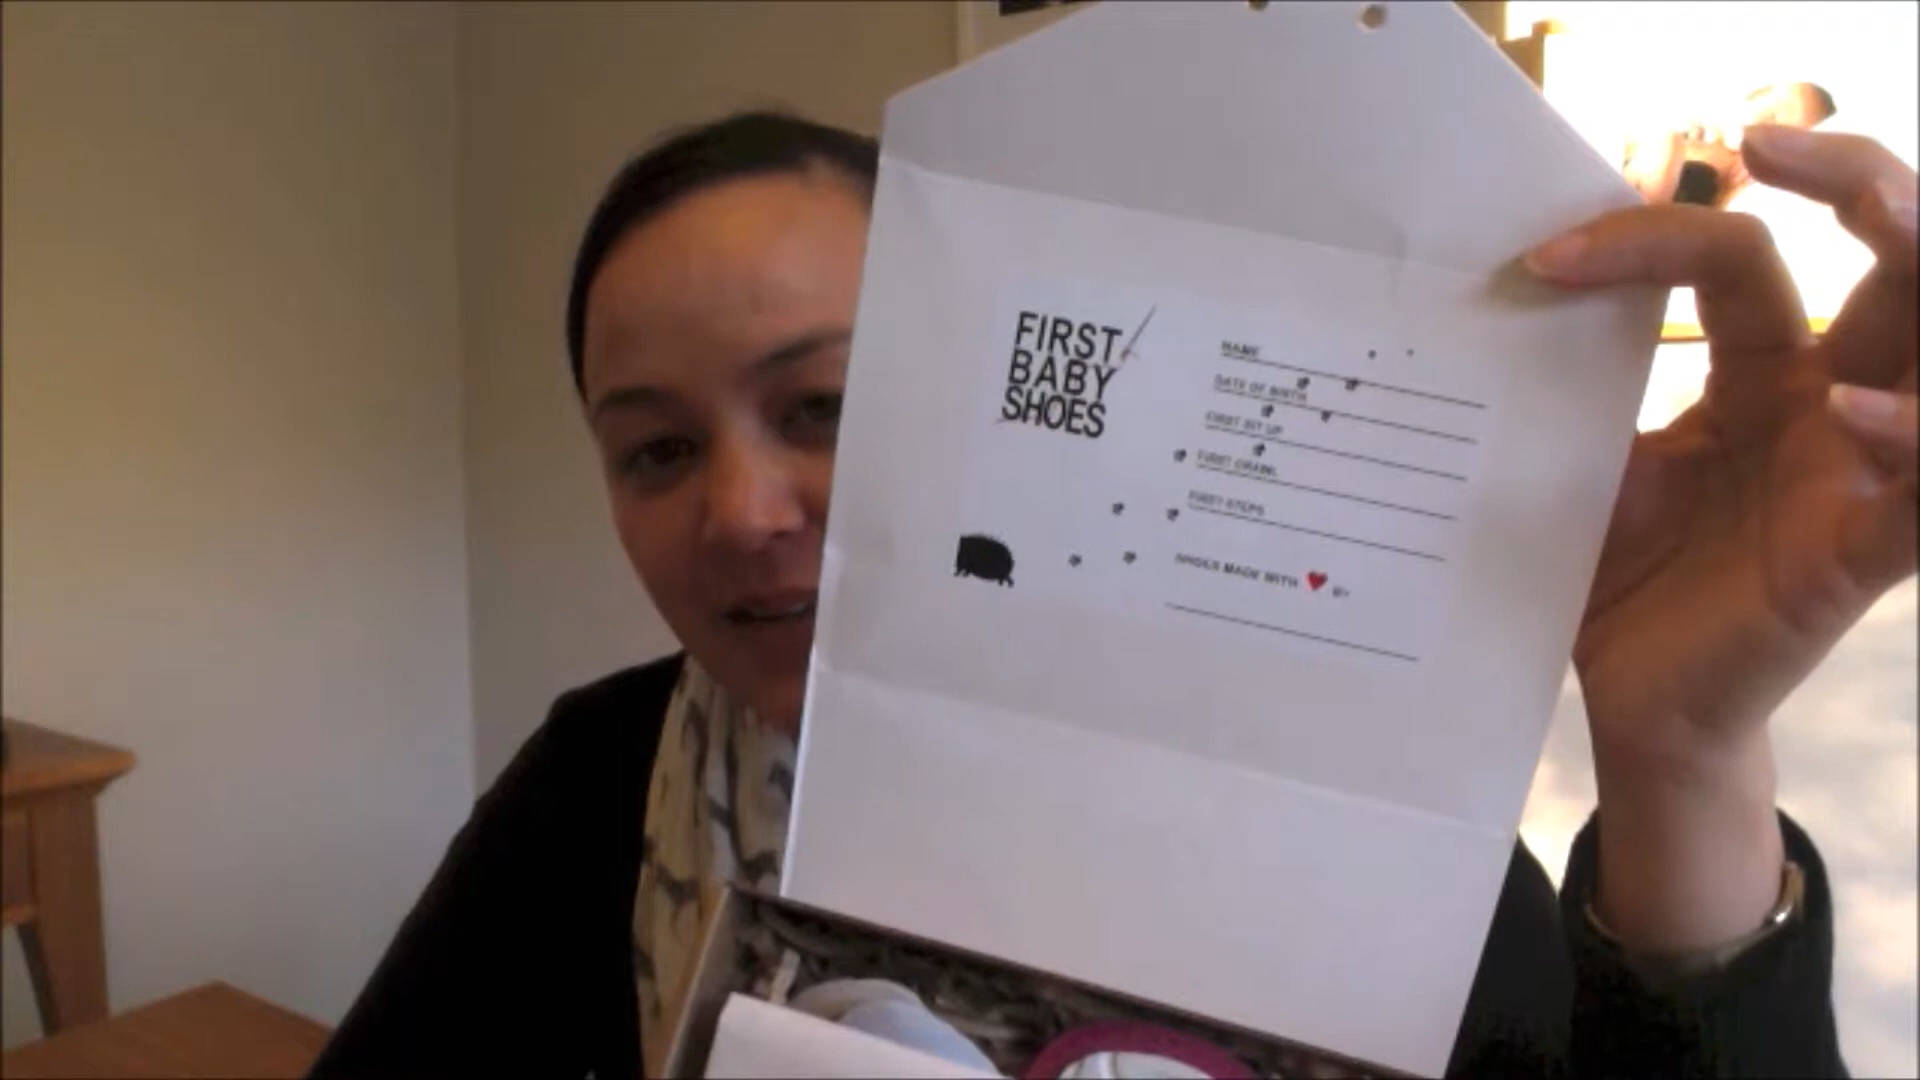 FIRST
BABY
SHOES
NAME
DATE OF BIRTH
FIRST SIT UP
FIRST CRAWL
FIRST STEPS
SHOES MADE WITH ❤ BY